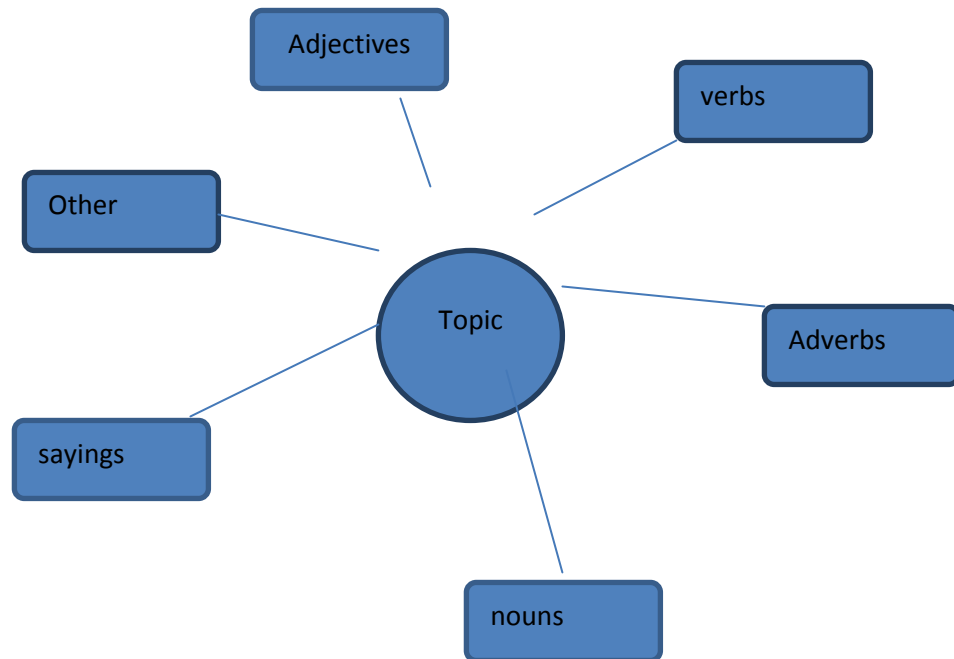 Adjectives
verbs
Other
Topic
Adverbs
sayings
nouns